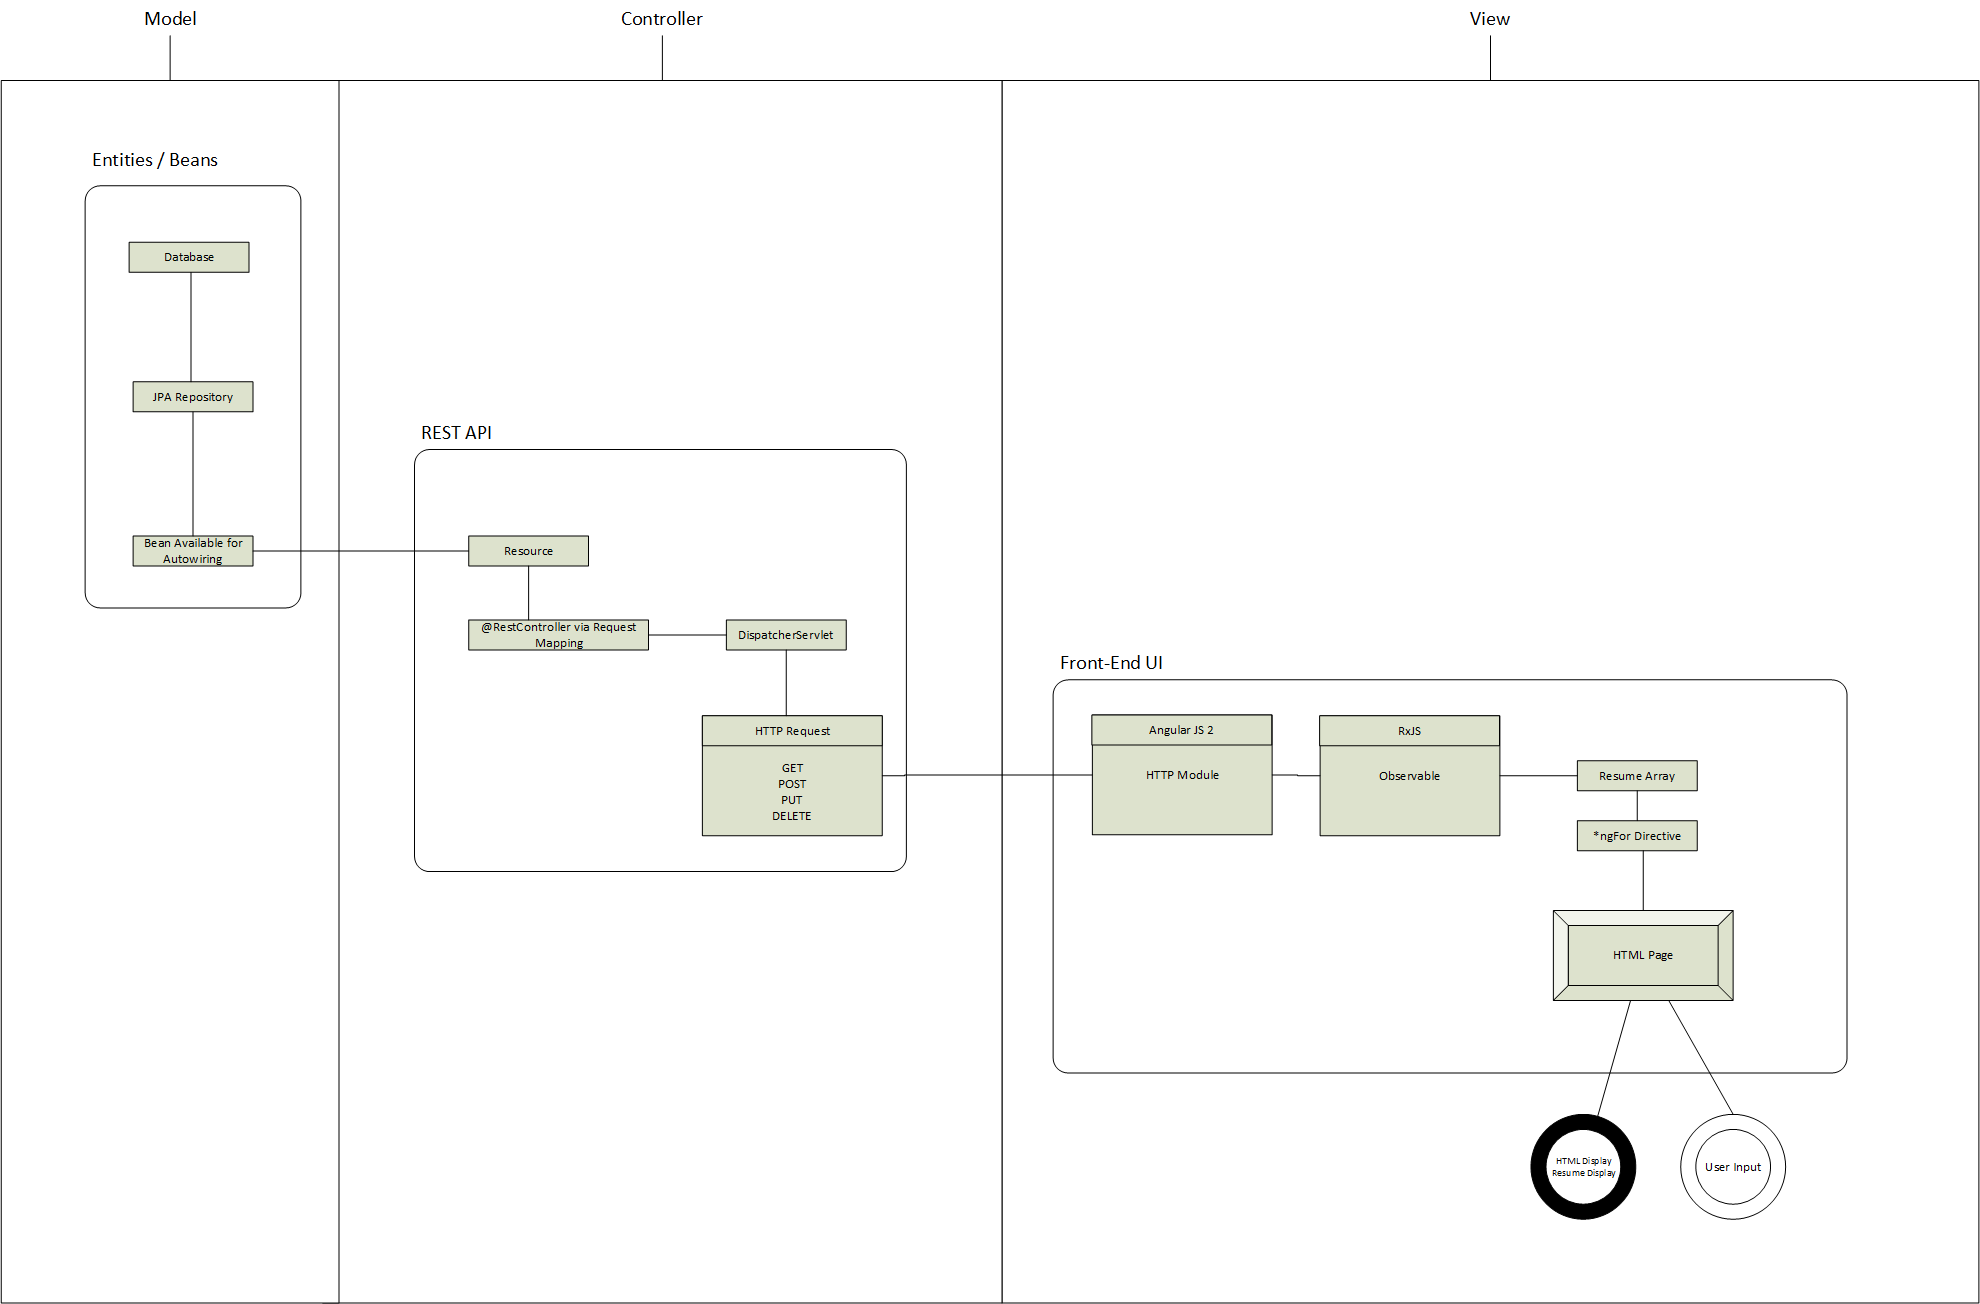 Model
Controller
View
Entities / Beans
Database
JPA Repository
Bean Available for
Autowiring
REST API
Resource
@RestController via Request
Mapping
DispatcherServlet
HTTP Request
GET
POST
PUT
DELETE
Front-End UI
Angular JS 2
HTTP Module
RxJS
Observable
Resume Array
*ngFor Directive
HTML Page
HTML Display
Resume Display
User Input